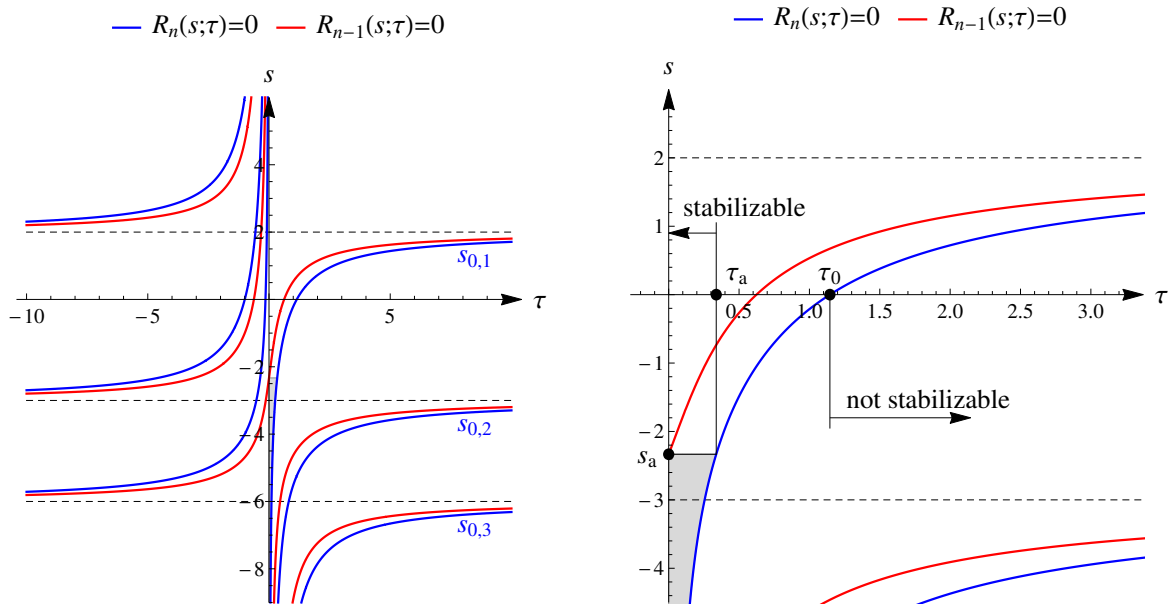 R_n(s;τ)=0 R_{n-1}(s;τ)=0
s
4
2
−10 −5 5 τ
−2
−4
−6
−8
s_{0,1}
s_{0,2}
s_{0,3}
R_n(s;τ)=0 R_{n-1}(s;τ)=0
s
2
stabilizable
1
τ_a τ_0
0.5 1.0 1.5 2.0 2.5 3.0 τ
−1
not stabilizable
−2
s_a
−3
−4